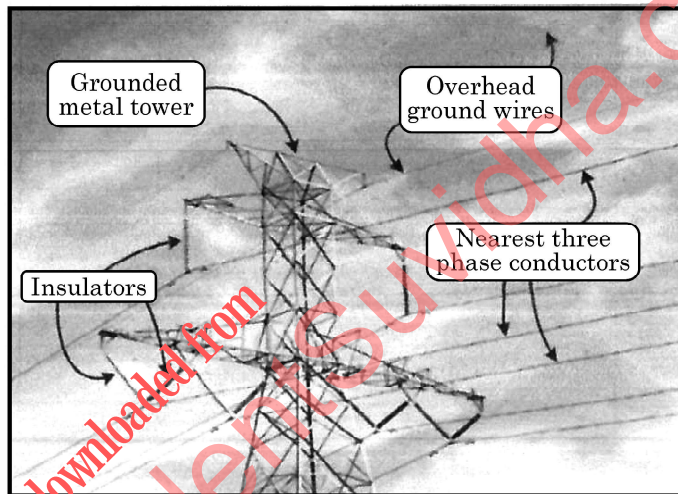 Grounded
metal tower
Overhead
ground wires
Nearest three
phase conductors
Insulators
downloaded from